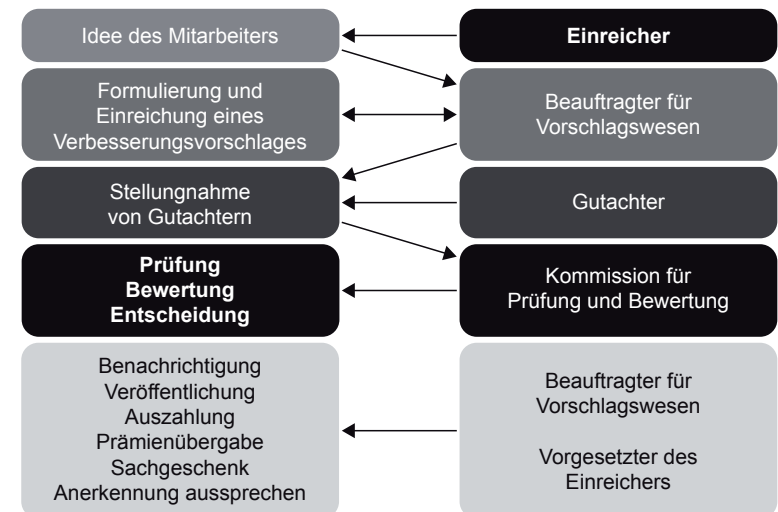 Idee des Mitarbeiters
Einreicher
Formulierung und
Einreichung eines
Verbesserungsvorschlages
Beauftragter für
Vorschlagswesen
Stellungnahme
von Gutachtern
Gutachter
Prüfung
Bewertung
Entscheidung
Kommission für
Prüfung und Bewertung
Benachrichtigung
Veröffentlichung
Auszahlung
Prämienübergabe
Sachgeschenk
Anerkennung aussprechen
Beauftragter für
Vorschlagswesen
Vorgesetzter des
Einreichers